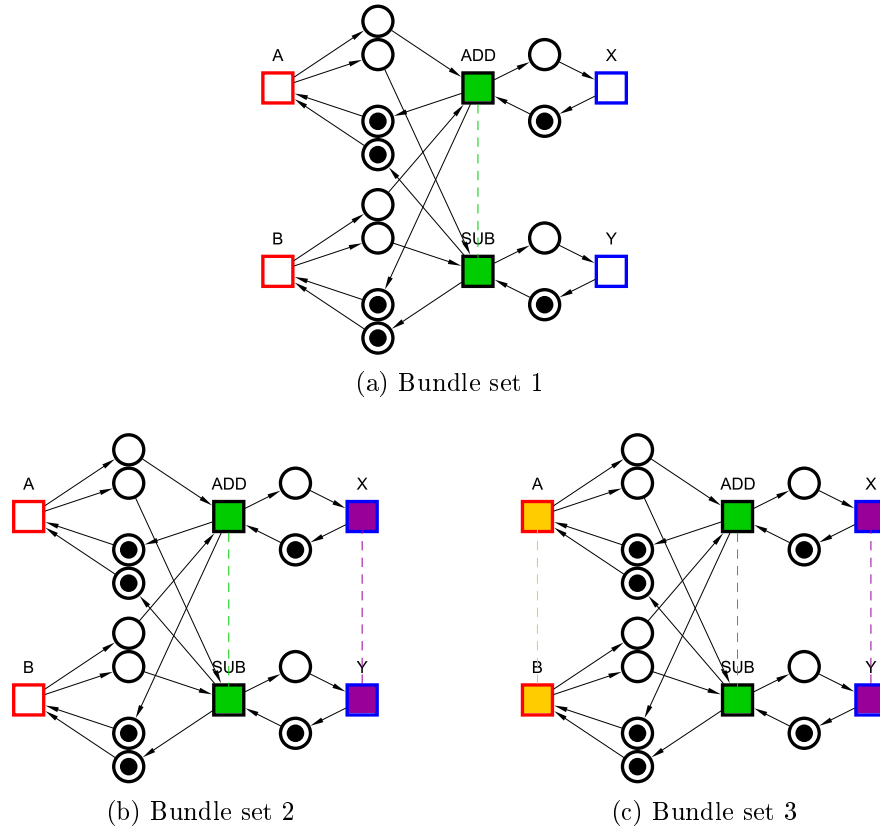 A ADD X
B SUB Y
(a) Bundle set 1
A ADD X A ADD X
B SUB Y B SUB Y
(b) Bundle set 2 (c) Bundle set 3